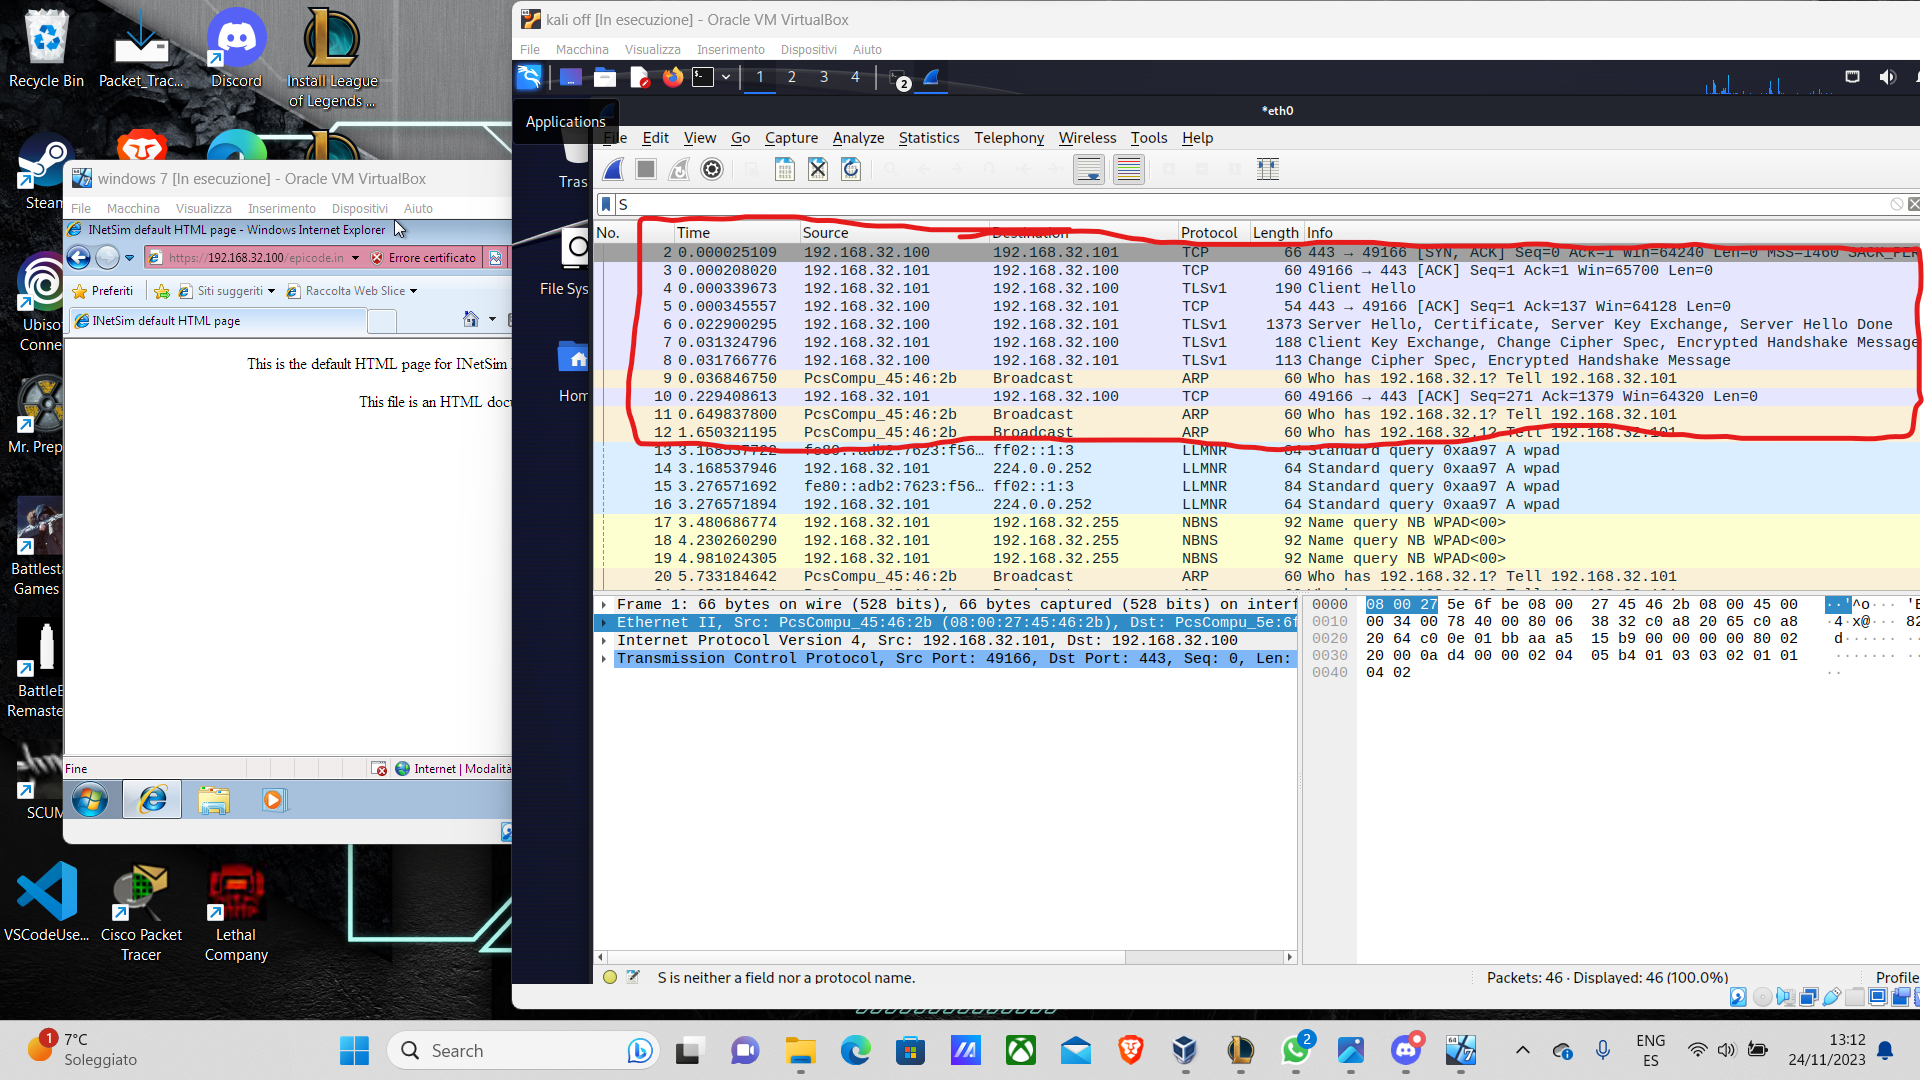 Recycle Bin
Packet_Trac...
Discord
Install League
of Legends ...
Steam
Ubiso
Conne
Mr. Prep
Battlest
Games
BattleB
Remaste
SCUM
VSCodeUse...
Cisco Packet
Tracer
Lethal
Company
windows 7 [In esecuzione] - Oracle VM VirtualBox
File Macchina Visualizza Inserimento Dispositivi Aiuto
INetSim default HTML page - Windows Internet Explorer
https://192.168.32.100/epicode.in
Errore certificato
Preferiti
Siti suggeriti
Raccolta Web Slice
INetSim default HTML page
This is the default HTML page for INetSim
This file is an HTML docu
Fine
Internet | Modalità
kali off [In esecuzione] - Oracle VM VirtualBox
File Macchina Visualizza Inserimento Dispositivi Aiuto
1 2 3 4
2
*eth0
Applications
Tras
File Sys
Hom
File Edit View Go Capture Analyze Statistics Telephony Wireless Tools Help
S
No. Time Source Destination Protocol Length Info
2 0.000025109 192.168.32.100 192.168.32.101 TCP 66 443 → 49166 [SYN, ACK] Seq=0 Ack=1 Win=64240 Len=0 MSS=1460 SACK_PER
3 0.000208020 192.168.32.101 192.168.32.100 TCP 60 49166 → 443 [ACK] Seq=1 Ack=1 Win=65700 Len=0
4 0.000339673 192.168.32.101 192.168.32.100 TLSv1 190 Client Hello
5 0.000345557 192.168.32.100 192.168.32.101 TCP 54 443 → 49166 [ACK] Seq=1 Ack=137 Win=64128 Len=0
6 0.022900295 192.168.32.100 192.168.32.101 TLSv1 1373 Server Hello, Certificate, Server Key Exchange, Server Hello Done
7 0.031324796 192.168.32.101 192.168.32.100 TLSv1 188 Client Key Exchange, Change Cipher Spec, Encrypted Handshake Message
8 0.031766776 192.168.32.100 192.168.32.101 TLSv1 113 Change Cipher Spec, Encrypted Handshake Message
9 0.036846750 PcsCompu_45:46:2b Broadcast ARP 60 Who has 192.168.32.1? Tell 192.168.32.101
10 0.229408613 192.168.32.101 192.168.32.100 TCP 60 49166 → 443 [ACK] Seq=271 Ack=1379 Win=64320 Len=0
11 0.649837800 PcsCompu_45:46:2b Broadcast ARP 60 Who has 192.168.32.1? Tell 192.168.32.101
12 1.650321195 PcsCompu_45:46:2b Broadcast ARP 60 Who has 192.168.32.1? Tell 192.168.32.101
13 3.168537722 fe80::adb2:7623:f56... ff02::1:3 LLMNR 84 Standard query 0xaa97 A wpad
14 3.168537946 192.168.32.101 224.0.0.252 LLMNR 64 Standard query 0xaa97 A wpad
15 3.276571692 fe80::adb2:7623:f56... ff02::1:3 LLMNR 84 Standard query 0xaa97 A wpad
16 3.276571894 192.168.32.101 224.0.0.252 LLMNR 64 Standard query 0xaa97 A wpad
17 3.480686774 192.168.32.101 192.168.32.255 NBNS 92 Name query NB WPAD<00>
18 4.230260290 192.168.32.101 192.168.32.255 NBNS 92 Name query NB WPAD<00>
19 4.981024305 192.168.32.101 192.168.32.255 NBNS 92 Name query NB WPAD<00>
20 5.733184642 PcsCompu_45:46:2b Broadcast ARP 60 Who has 192.168.32.1? Tell 192.168.32.101
Frame 1: 66 bytes on wire (528 bits), 66 bytes captured (528 bits) on interf
Ethernet II, Src: PcsCompu_45:46:2b (08:00:27:45:46:2b), Dst: PcsCompu_5e:6f
Internet Protocol Version 4, Src: 192.168.32.101, Dst: 192.168.32.100
Transmission Control Protocol, Src Port: 49166, Dst Port: 443, Seq: 0, Len:
0000 08 00 27 5e 6f be 08 00 27 45 46 2b 08 00 45 00 ··'^o··· 'E
0010 00 34 00 78 40 00 80 06 38 32 c0 a8 20 65 c0 a8 ·4·x@··· 82
0020 20 64 c0 0e 01 bb aa a5 15 b9 00 00 00 00 80 02 d······· ··
0030 20 00 0a d4 00 00 02 04 05 b4 01 03 03 02 01 01 ······· ··
0040 04 02 ··
S is neither a field nor a protocol name.
Packets: 46 · Displayed: 46 (100.0%)
Profile
1
7°C
Soleggiato
Search
2
ENG
ES
13:12
24/11/2023